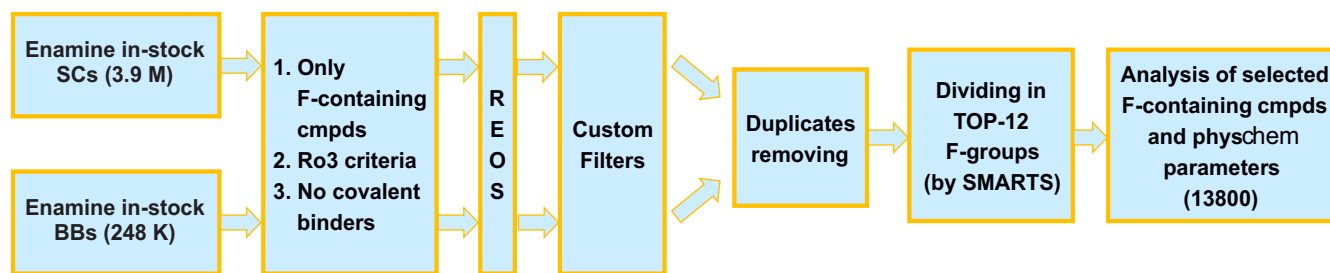 Enamine in-stock
SCs (3.9 M)
Enamine in-stock
BBs (248 K)
1. Only
F-containing
cmpds
2. Ro3 criteria
3. No covalent
binders
R
E
O
S
Custom
Filters
Duplicates
removing
Dividing in
TOP-12
F-groups
(by SMARTS)
Analysis of selected
F-containing cmpds
and physchem
parameters
(13800)